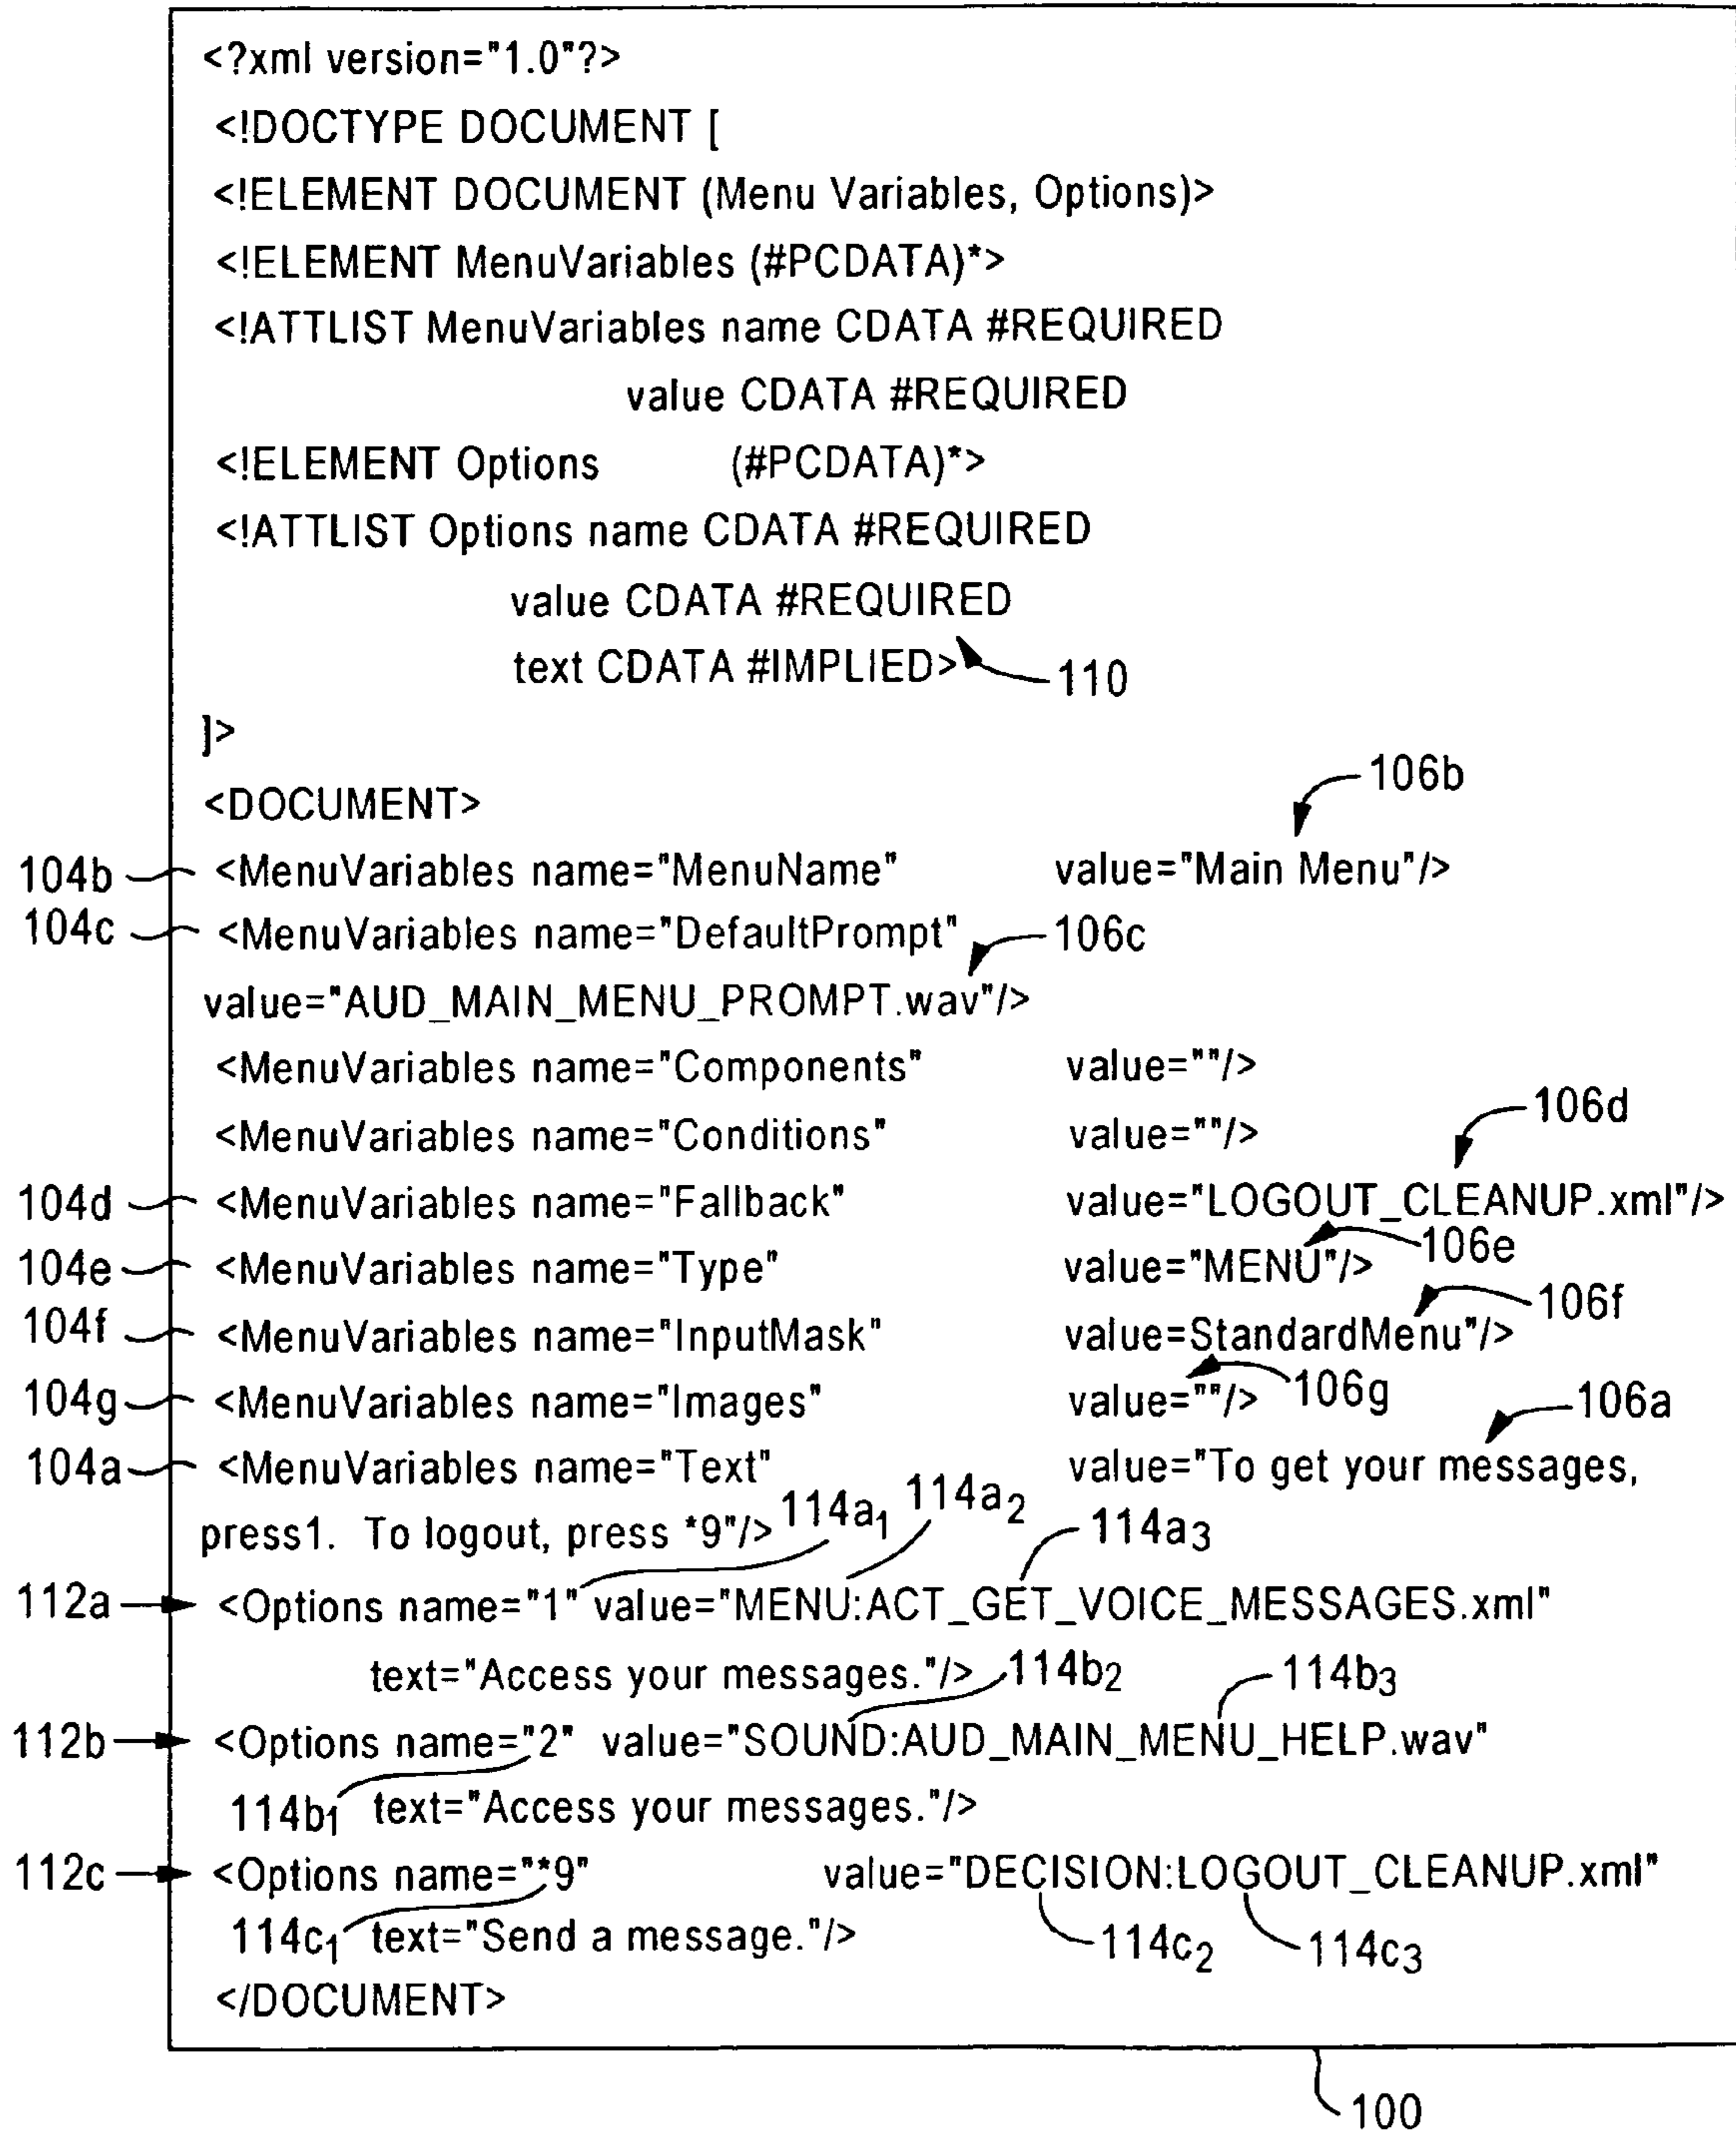 <?xml version="1.0"?>
<!DOCTYPE DOCUMENT [
<!ELEMENT DOCUMENT (Menu Variables, Options)>
<!ELEMENT MenuVariables (#PCDATA)*>
<!ATTLIST MenuVariables name CDATA #REQUIRED
value CDATA #REQUIRED
<!ELEMENT Options (#PCDATA)*>
<!ATTLIST Options name CDATA #REQUIRED
value CDATA #REQUIRED
text CDATA #IMPLIED> 110
]>
106b
<DOCUMENT>
104b <MenuVariables name="MenuName" value="Main Menu"/>
104c <MenuVariables name="DefaultPrompt" 106c
value="AUD_MAIN_MENU_PROMPT.wav"/>
<MenuVariables name="Components" value=""/>
106d
<MenuVariables name="Conditions" value=""/>
104d <MenuVariables name="Fallback" value="LOGOUT_CLEANUP.xml"/>
104e <MenuVariables name="Type" value="MENU"/> 106e
104f <MenuVariables name="InputMask" value=StandardMenu"/> 106f
104g <MenuVariables name="Images" value=""/> 106g 106a
104a <MenuVariables name="Text" value="To get your messages,
press1. To logout, press *9"/> 114a1 114a2 114a3
112a <Options name="1" value="MENU:ACT_GET_VOICE_MESSAGES.xml"
text="Access your messages."/> 114b2 114b3
112b <Options name="2" value="SOUND:AUD_MAIN_MENU_HELP.wav"
114b1 text="Access your messages."/>
112c <Options name="*9" value="DECISION:LOGOUT_CLEANUP.xml"
114c1 text="Send a message."/> 114c2 114c3
</DOCUMENT>
100